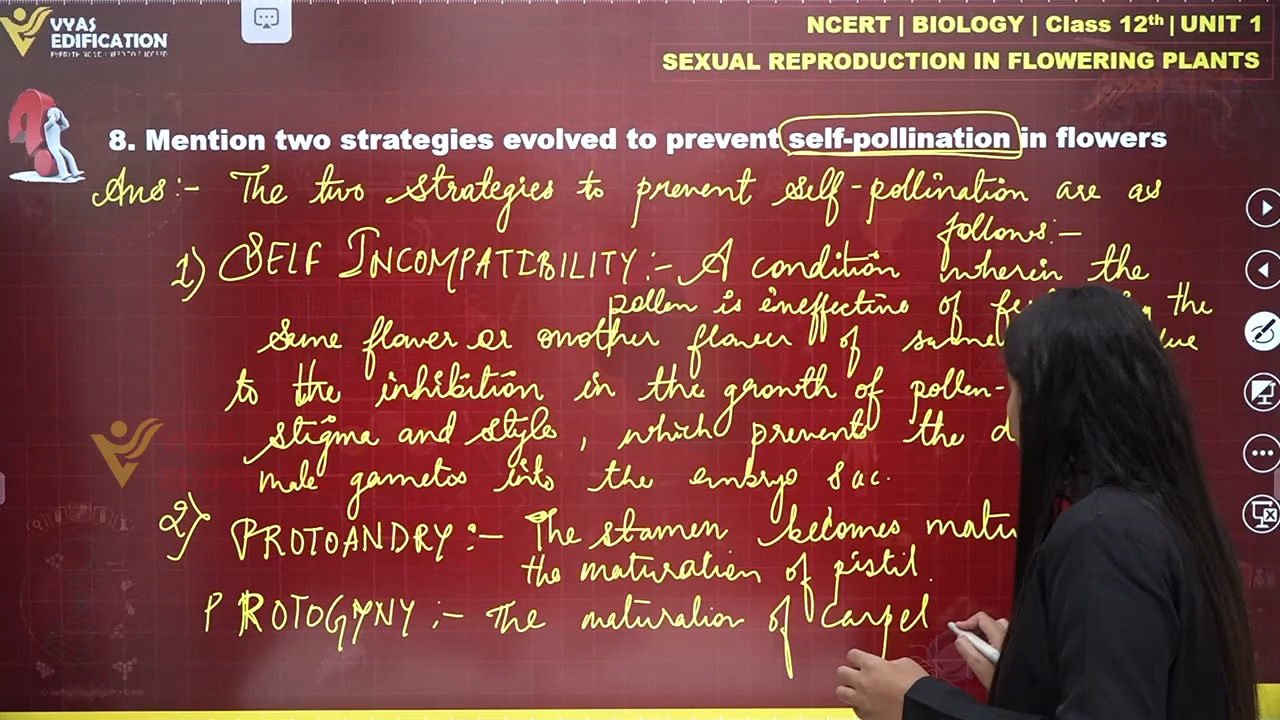 VYAS
EDIFICATION
NCERT | BIOLOGY | Class 12th | UNIT 1
SEXUAL REPRODUCTION IN FLOWERING PLANTS
8. Mention two strategies evolved to prevent self-pollination in flowers
Ans :- The two strategies to prevent self-pollination are as
follows:-
1) SELF INCOMPATIBILITY :- A condition wherein the
pollen is ineffective of the
same flower or another flower of same
to the inhibition in the growth of pollen-
stigma and style, which prevents the
male gametes into the embryo sac.
2) PROTOANDRY :- The stamen becomes
the maturation of pistil.
PROTOGYNY :- The maturation of carpel